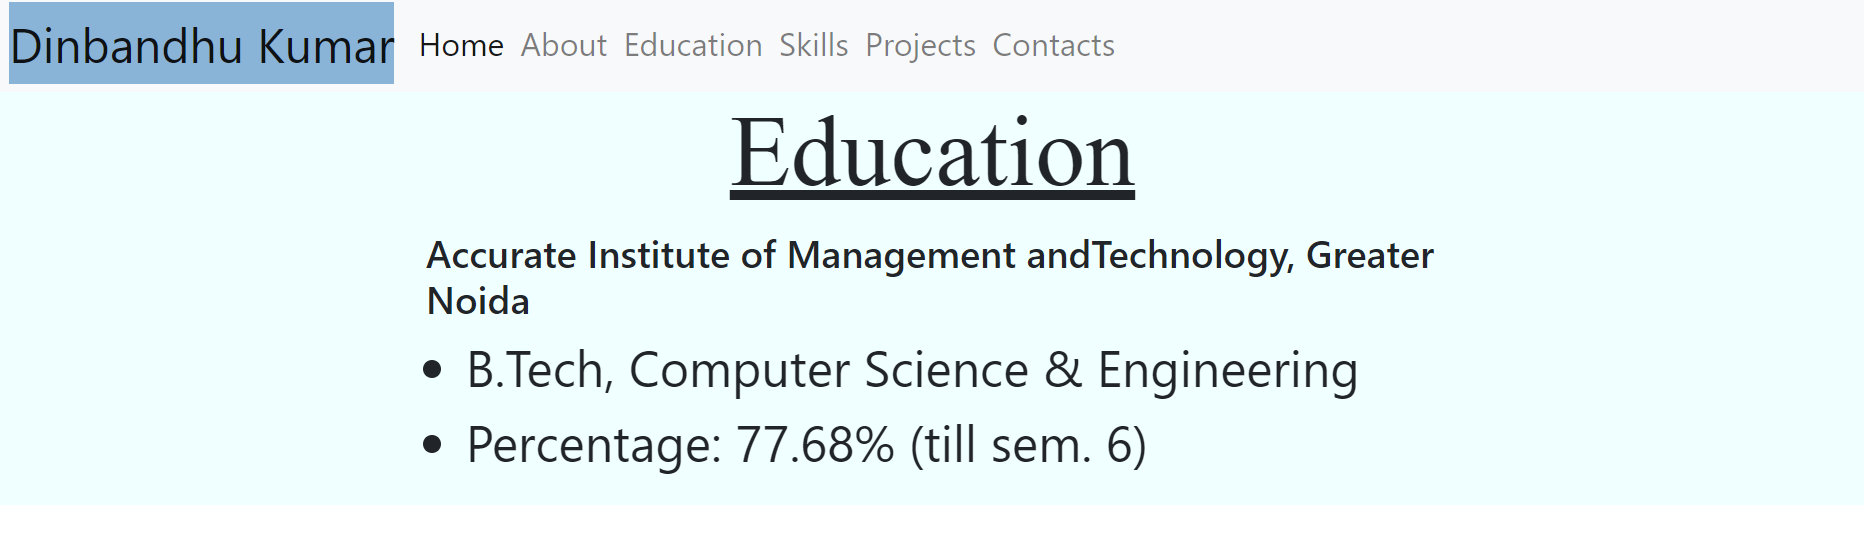 Dinbandhu Kumar Home About Education Skills Projects Contacts
Education
Accurate Institute of Management andTechnology, Greater
Noida
B.Tech, Computer Science & Engineering
Percentage: 77.68% (till sem. 6)